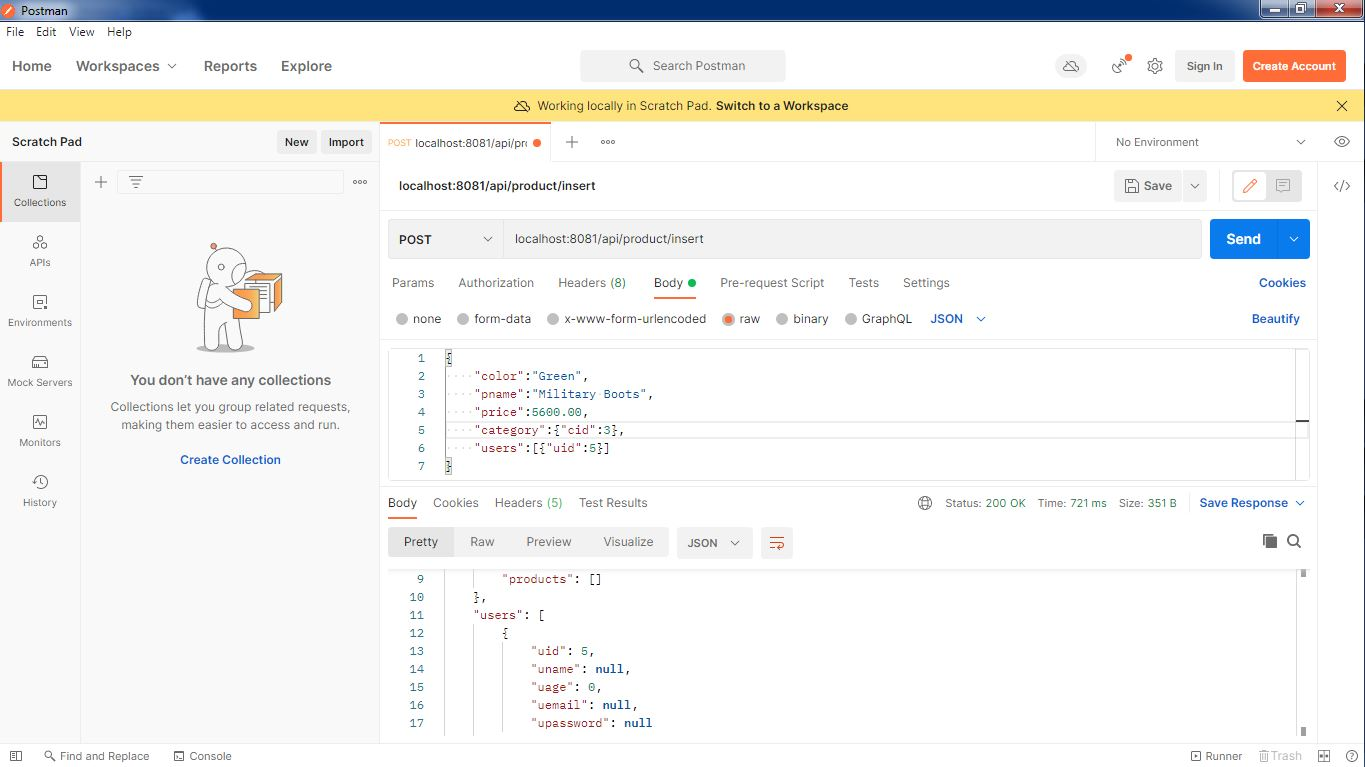 Postman
File Edit View Help
Home Workspaces Reports Explore Search Postman Sign In Create Account
Working locally in Scratch Pad. Switch to a Workspace
Scratch Pad New Import POST localhost:8081/api/pr No Environment
localhost:8081/api/product/insert Save
Collections
APIs
Environments
Mock Servers
Monitors
History
You don't have any collections
Collections let you group related requests,
making them easier to access and run.
Create Collection
POST localhost:8081/api/product/insert Send
Params Authorization Headers (8) Body Pre-request Script Tests Settings Cookies
none form-data x-www-form-urlencoded raw binary GraphQL JSON Beautify
1 {
2 "color":"Green",
3 "pname":"Military Boots",
4 "price":5600.00,
5 "category":{"cid":3},
6 "users":[{"uid":5}]
7 }
Body Cookies Headers (5) Test Results Status: 200 OK Time: 721 ms Size: 351 B Save Response
Pretty Raw Preview Visualize JSON
9 "products": []
10 },
11 "users": [
12 {
13 "uid": 5,
14 "uname": null,
15 "uage": 0,
16 "uemail": null,
17 "upassword": null
Find and Replace Console Runner Trash